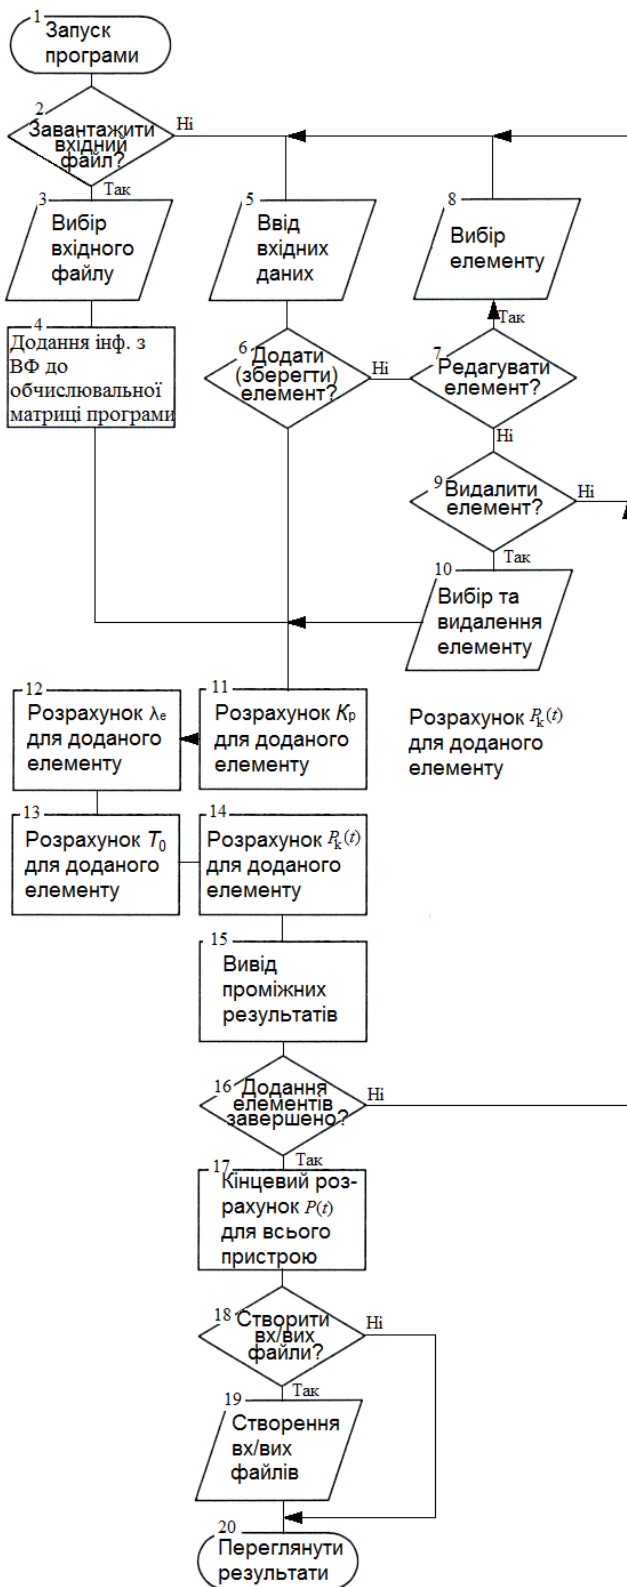 1
Запуск
програми
2
Завантажити
вхідний
файл?
Ні
Так
3
Вибір
вхідного
файлу
5
Ввід
вхідних
даних
8
Вибір
елементу
4
Додання інф. з
ВФ до
обчислювальної
матриці програми
6
Додати
(зберегти)
елемент?
Ні
Так
7
Редагувати
елемент?
Ні
9
Видалити
елемент?
Ні
Так
10
Вибір та
видалення
елементу
12
Розрахунок λe
для доданого
елементу
11
Розрахунок Kp
для доданого
елементу
Розрахунок Pk(t)
для доданого
елементу
13
Розрахунок T0
для доданого
елементу
14
Розрахунок Pk(t)
для доданого
елементу
15
Вивід
проміжних
результатів
16
Додання
елементів
завершено?
Ні
Так
17
Кінцевий роз-
рахунок P(t)
для всього
пристрою
18
Створити
вх/вих
файли?
Ні
Так
19
Створення
вх/вих
файлів
20
Переглянути
результати